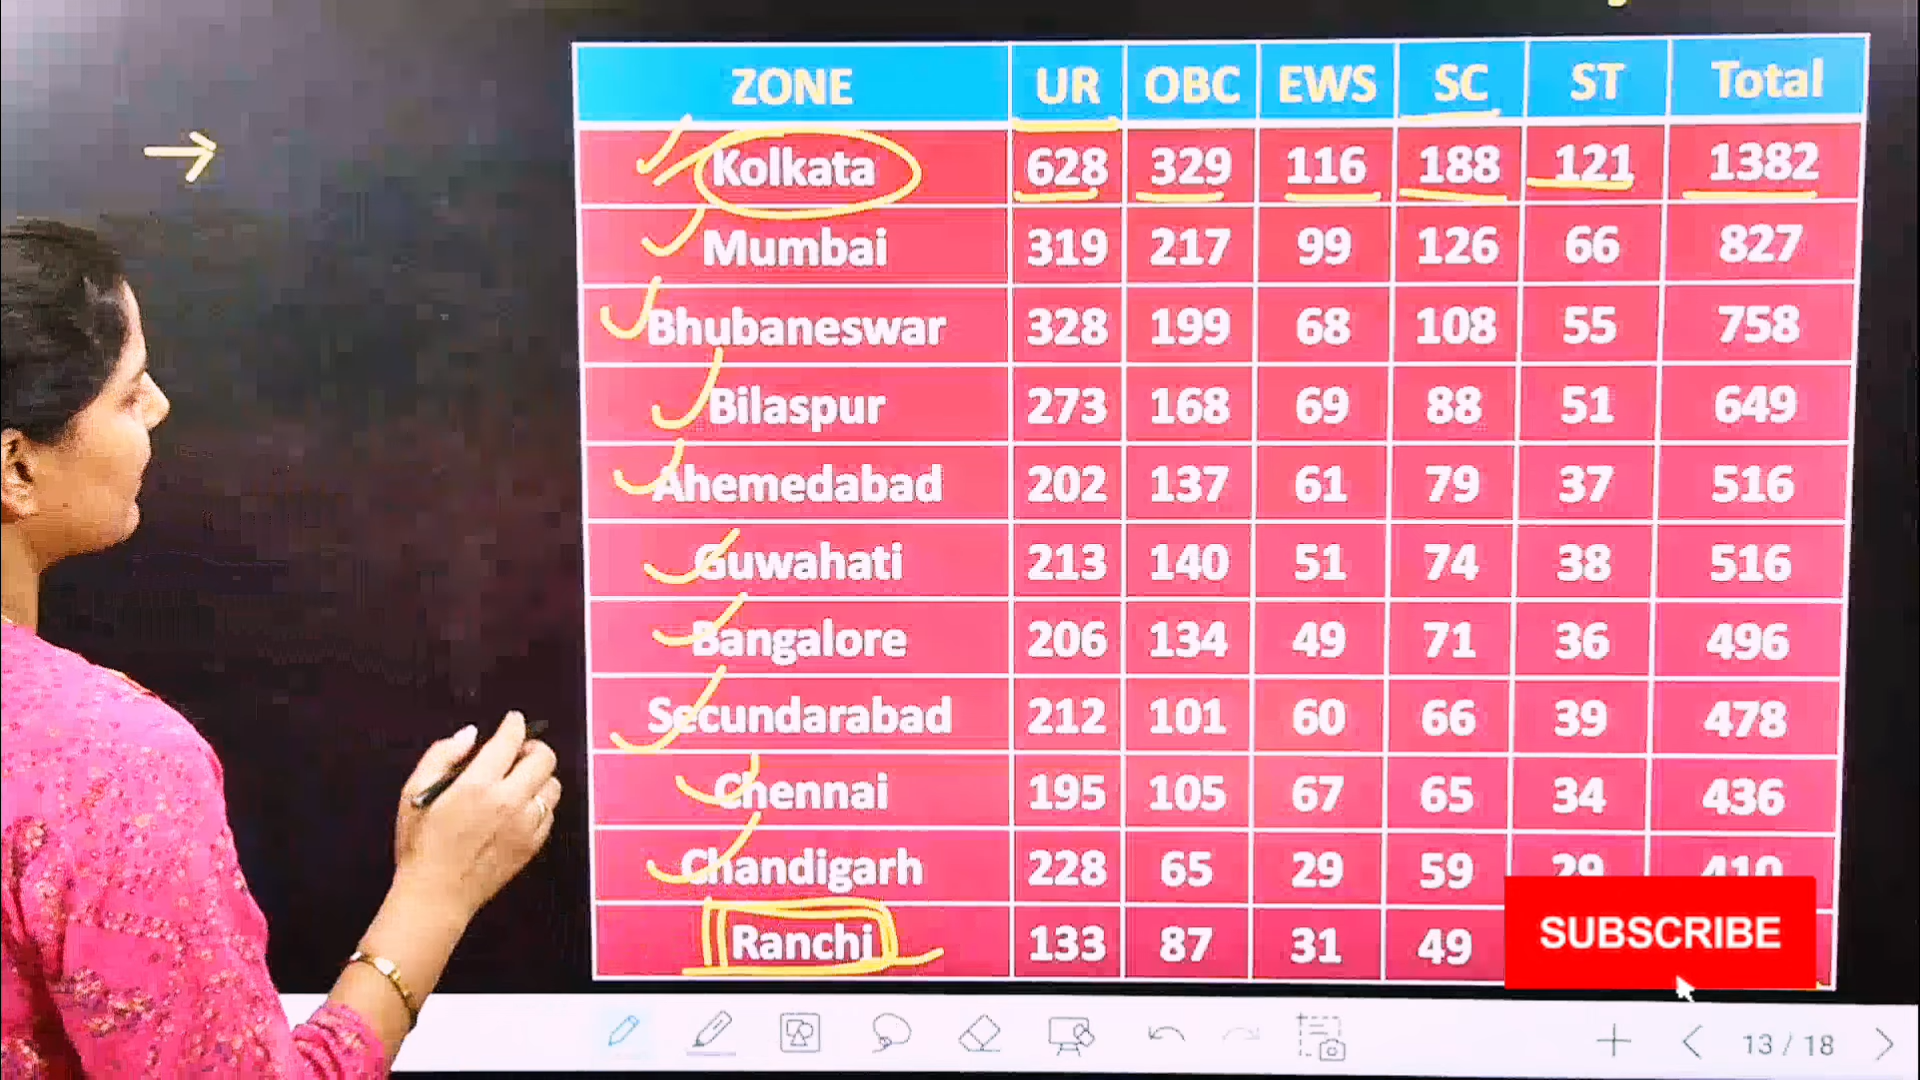 ZONE UR OBC EWS SC ST Total
Kolkata 628 329 116 188 121 1382
Mumbai 319 217 99 126 66 827
Bhubaneswar 328 199 68 108 55 758
Bilaspur 273 168 69 88 51 649
Ahemedabad 202 137 61 79 37 516
Guwahati 213 140 51 74 38 516
Bangalore 206 134 49 71 36 496
Secundarabad 212 101 60 66 39 478
Chennai 195 105 67 65 34 436
Chandigarh 228 65 29 59 29 410
Ranchi 133 87 31 49
SUBSCRIBE
13 / 18